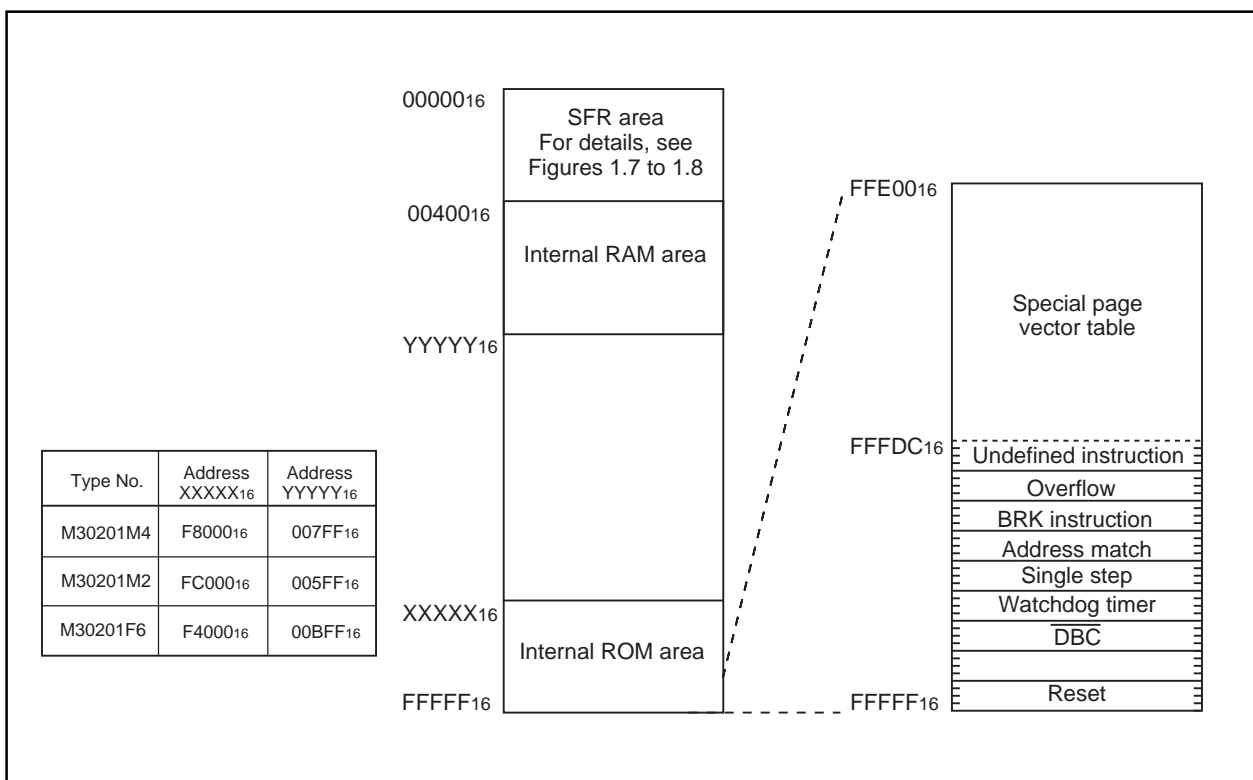 0000016
SFR area
For details, see
Figures 1.7 to 1.8
0040016
Internal RAM area
YYYYY16
XXXXX16
Internal ROM area
FFFFF16
Type No.
Address
XXXXX16
Address
YYYYY16
M30201M4
F800016
007FF16
M30201M2
FC00016
005FF16
M30201F6
F400016
00BFF16
FFE0016
Special page
vector table
FFFDC16
Undefined instruction
Overflow
BRK instruction
Address match
Single step
Watchdog timer
DBC
Reset
FFFFF16